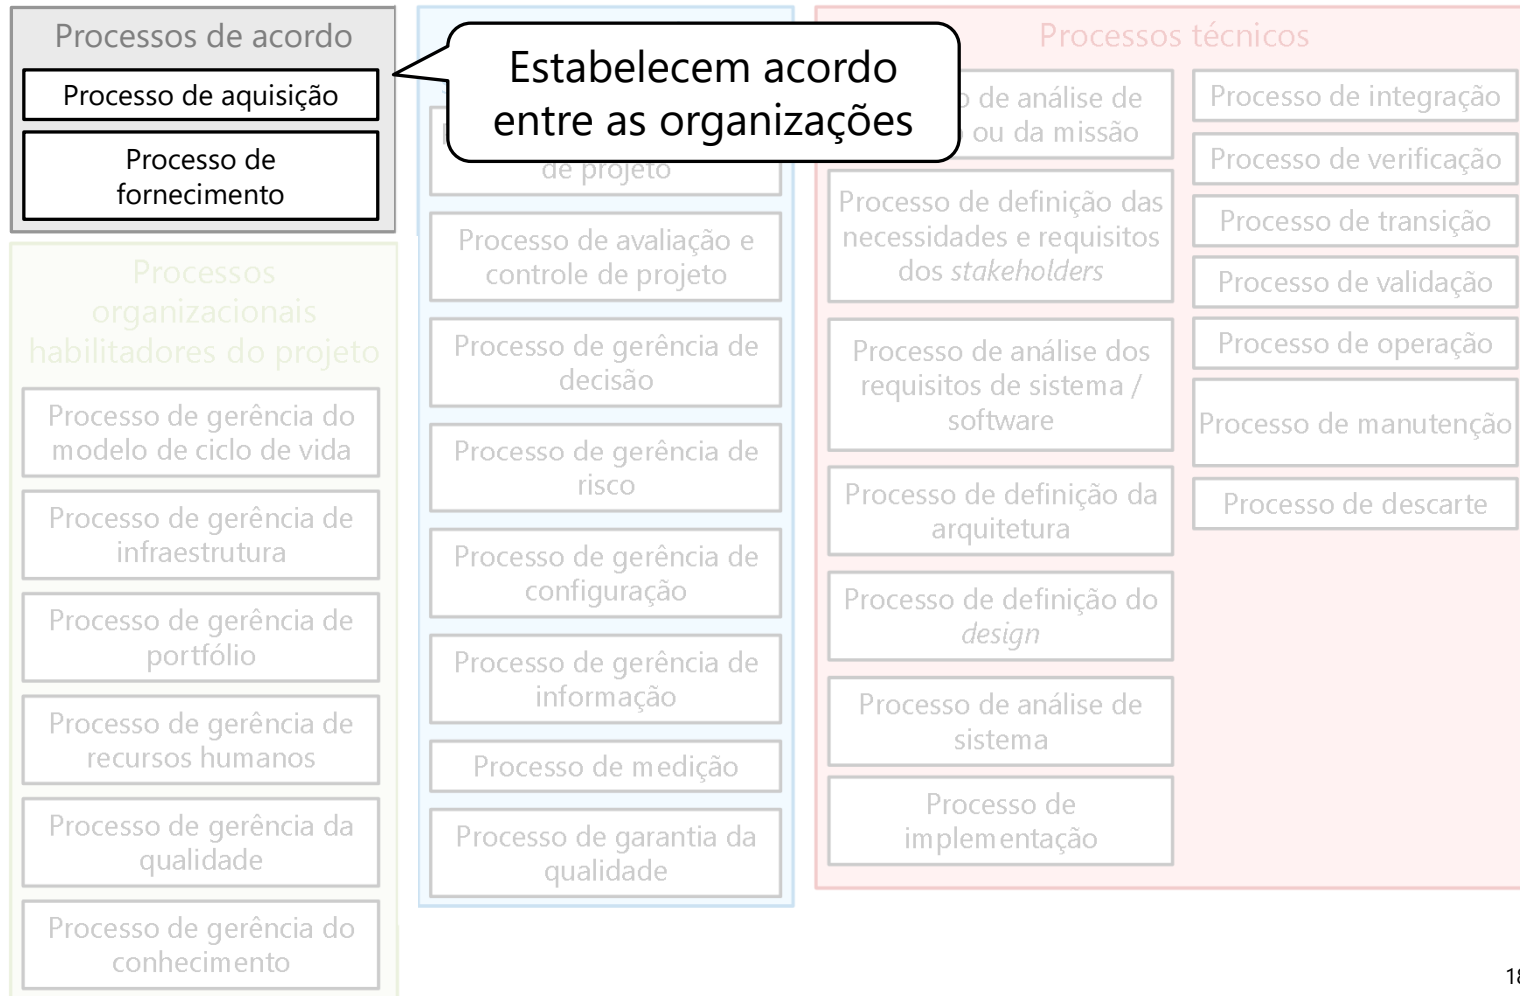 Processos de acordo
Processo de aquisição
Processo de
fornecimento
Estabelecem acordo
entre as organizações
Processos
organizacionais
habilitadores do projeto
Processo de gerência do
modelo de ciclo de vida
Processo de gerência de
infraestrutura
Processo de gerência de
portfólio
Processo de gerência de
recursos humanos
Processo de gerência da
qualidade
Processo de gerência do
conhecimento
de projeto
Processo de avaliação e
controle de projeto
Processo de gerência de
decisão
Processo de gerência de
risco
Processo de gerência de
configuração
Processo de gerência de
informação
Processo de medição
Processo de garantia da
qualidade
Processos técnicos
de análise de
ou da missão
Processo de definição das
necessidades e requisitos
dos stakeholders
Processo de análise dos
requisitos de sistema /
software
Processo de definição da
arquitetura
Processo de definição do
design
Processo de análise de
sistema
Processo de
implementação
Processo de integração
Processo de verificação
Processo de transição
Processo de validação
Processo de operação
Processo de manutenção
Processo de descarte
18